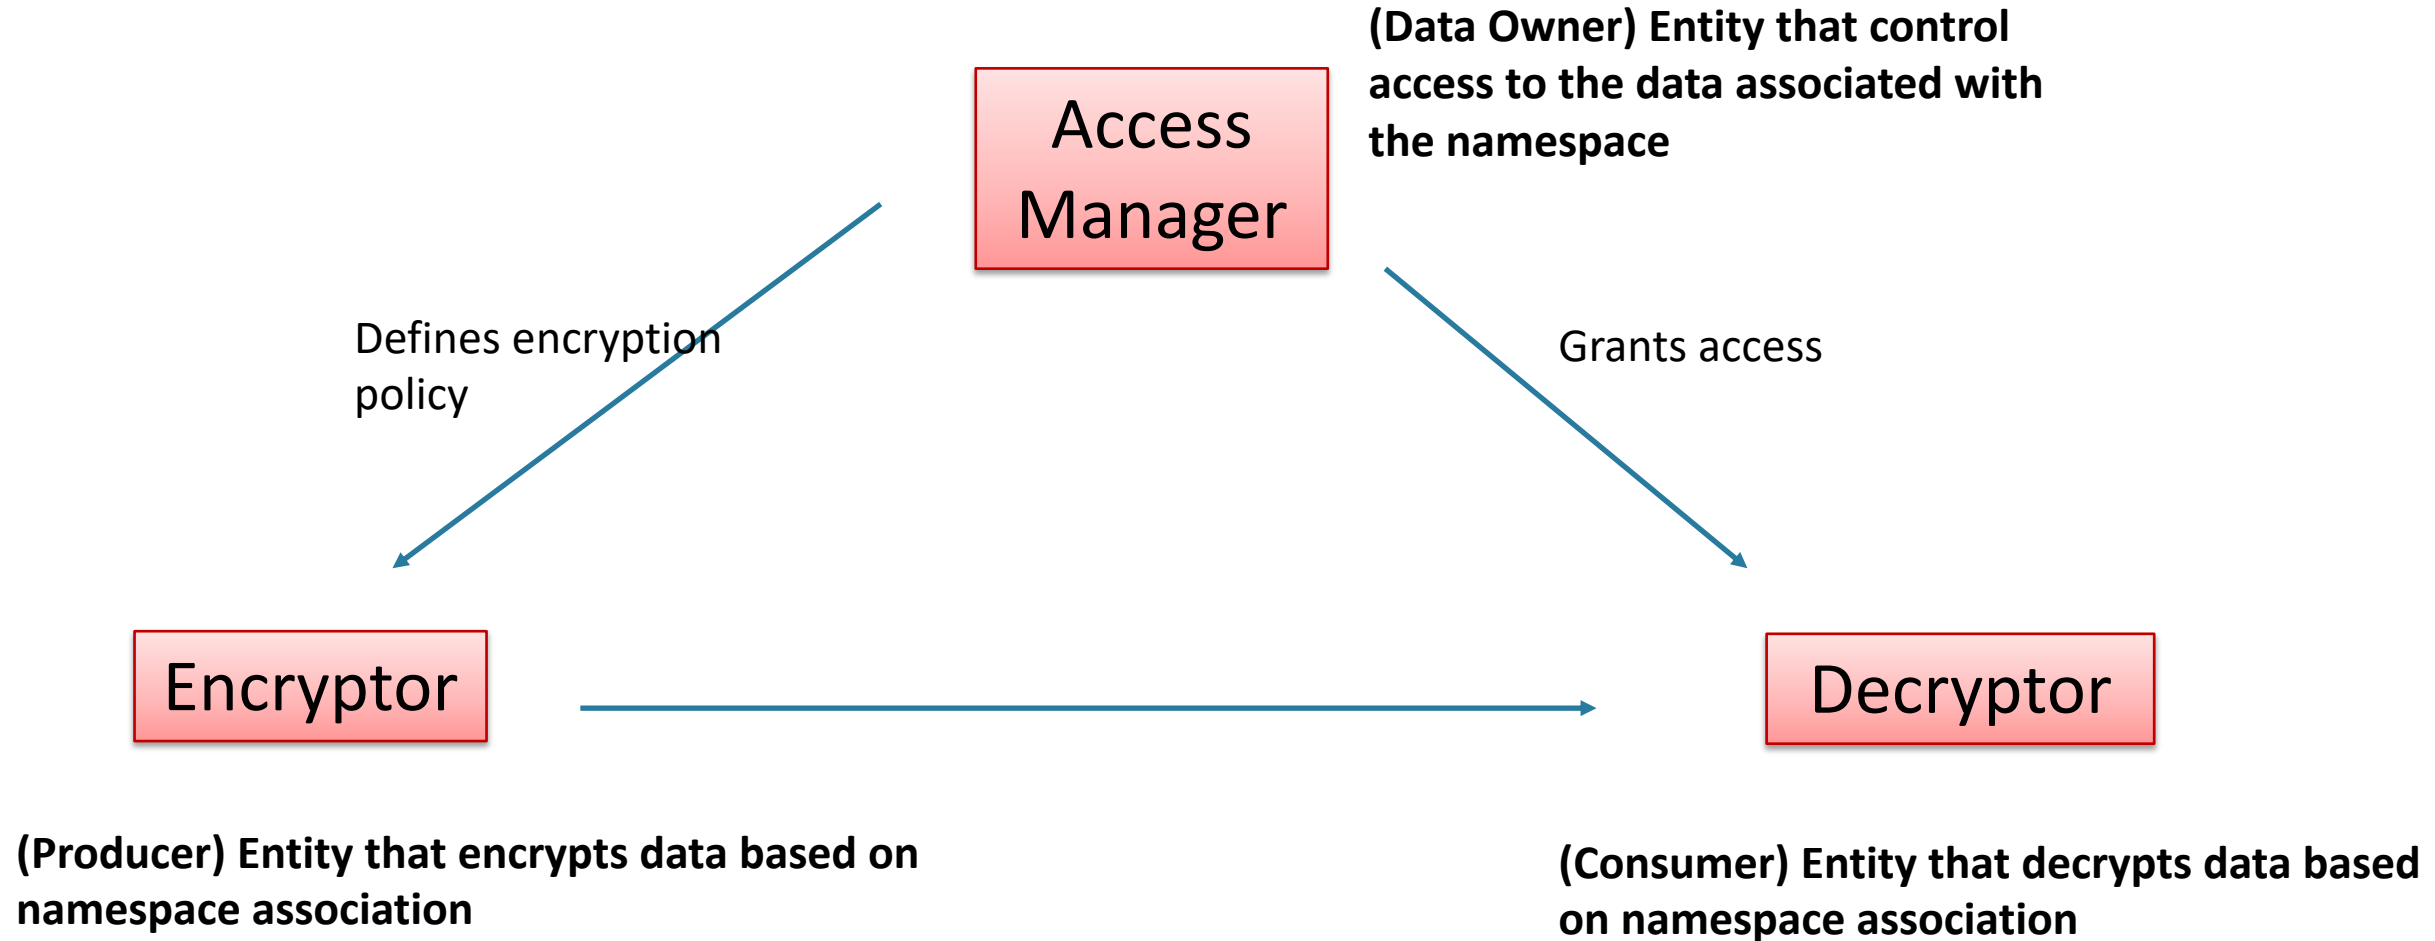 (Data Owner) Entity that control
access to the data associated with
the namespace
Access
Manager
Defines encryption
policy
Grants access
Encryptor
Decryptor
(Producer) Entity that encrypts data based on
namespace association
(Consumer) Entity that decrypts data based
on namespace association